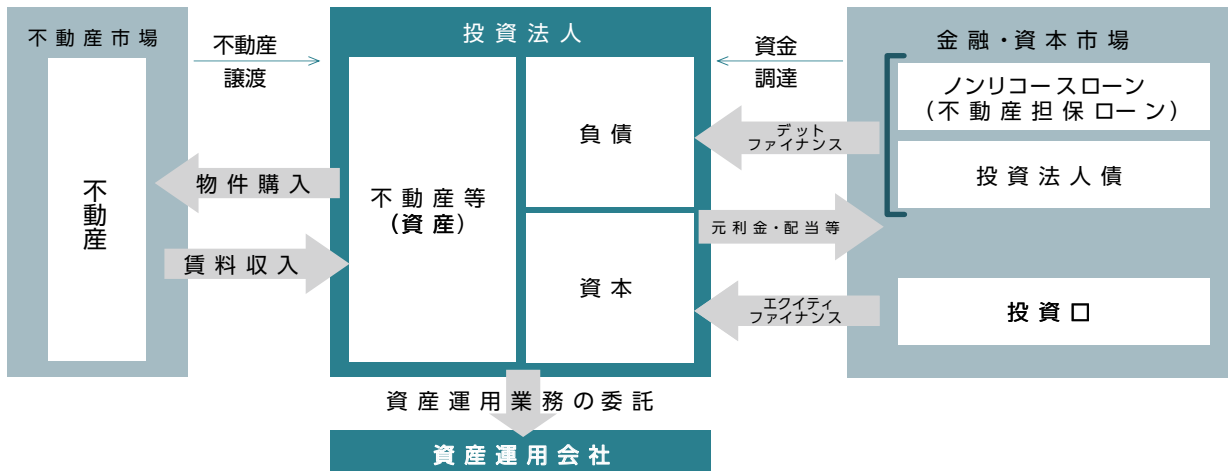 不動産市場
不動産
譲渡
物件購入
賃料収入
不動産
投資法人
不動産等
（資産）
負債
資本
資金
調達
デット
ファイナンス
元利金・配当等
エクイティ
ファイナンス
金融・資本市場
ノンリコースローン
（不動産担保ローン）
投資法人債
投資口
資産運用業務の委託
資産運用会社